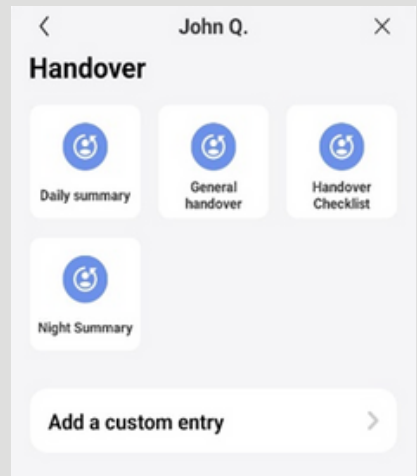 John Q.
Handover
Daily summary
General
handover
Handover
Checklist
Night Summary
Add a custom entry